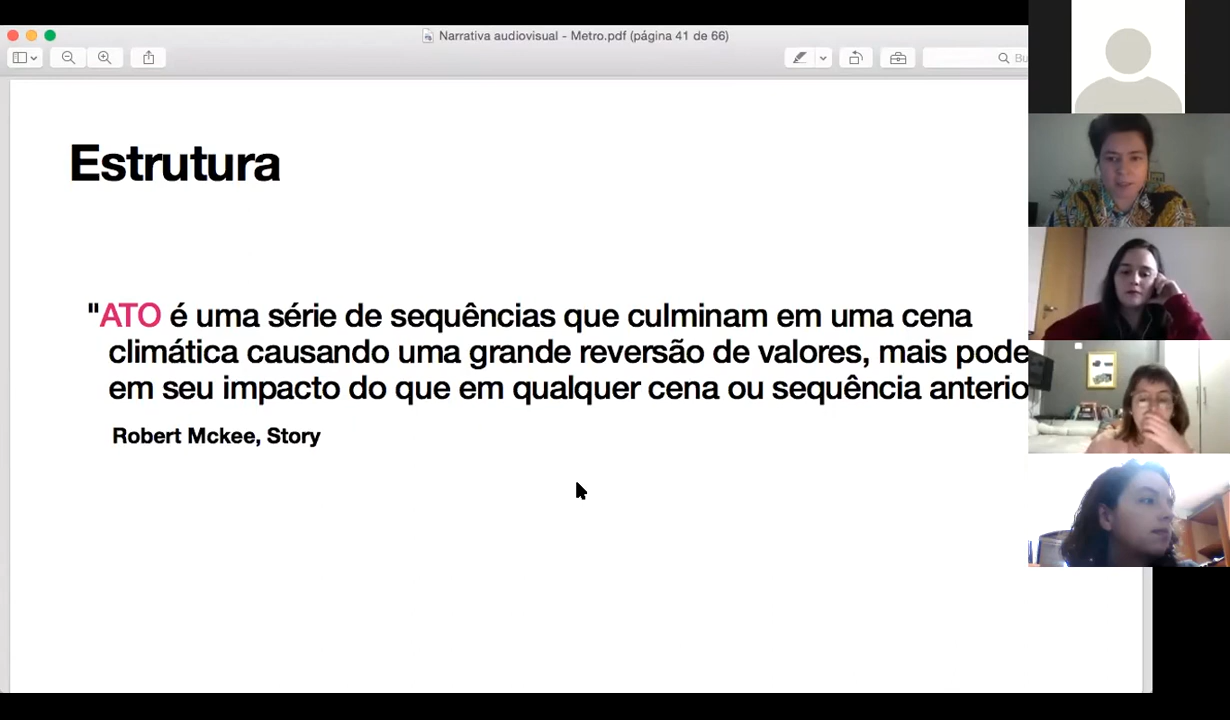 Narrativa audiovisual - Metro.pdf (página 41 de 66)
Estrutura
"ATO é uma série de sequências que culminam em uma cena
climática causando uma grande reversão de valores, mais
em seu impacto do que em qualquer cena ou sequência
Robert Mckee, Story